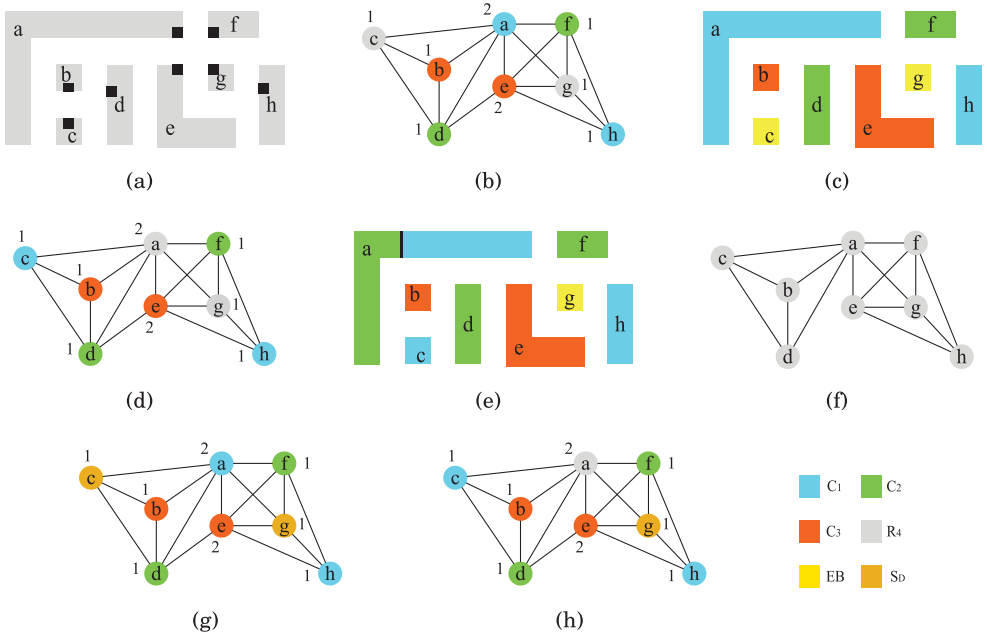 a f
b g
d h
c e
(a)
1 2 1
c a f
1 b e g 1
2
1 d 1 h
(b)
a f
b g
d h
c e
(c)
1 2
c a f 1
1
b e g 1
2
1 d 1 h
(d)
a f
b g
d h
c e
(e)
a f
c
b e g
d h
(f)
1 2
c a f 1
1
b e g 1
2
1 d 1 h
(g)
1 2
c a f 1
1
b e g 1
2
1 d 1 h
(h)
C1 C2
C3 R4
EB SD